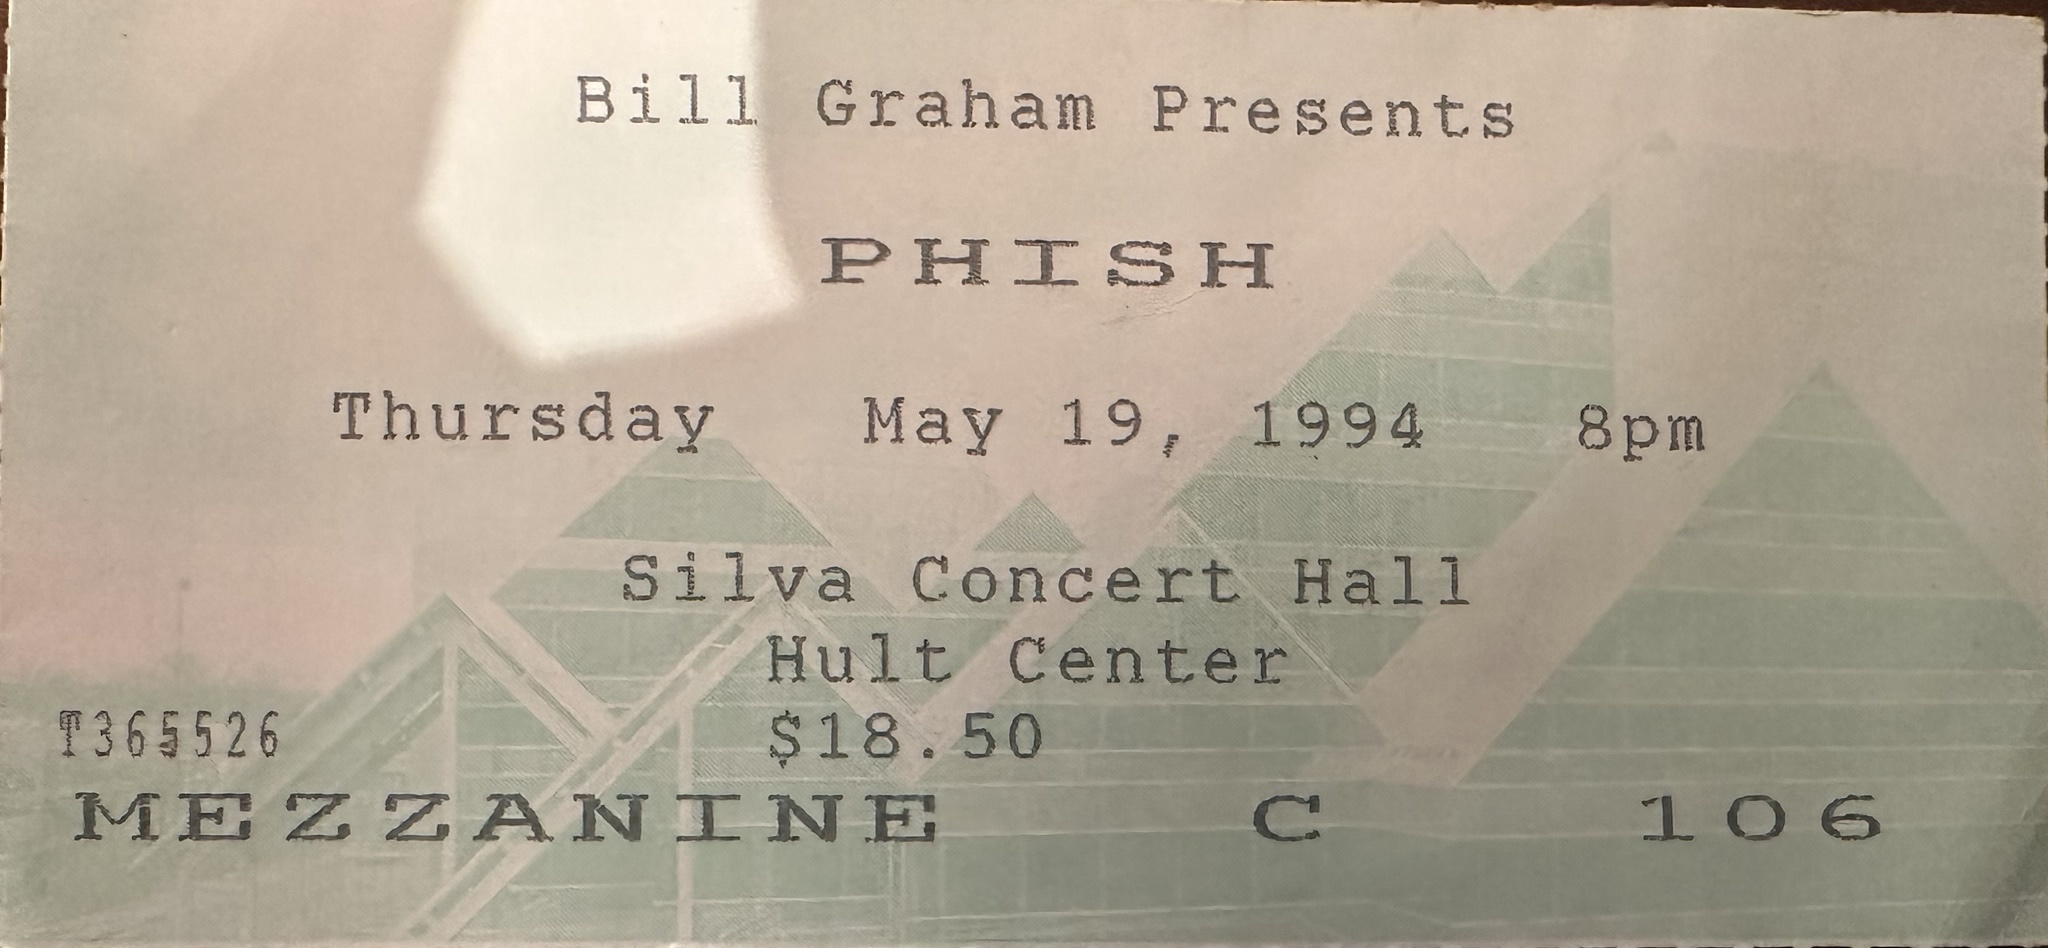 Bill Graham Presents
PHISH
Thursday May 19, 1994 8pm
Silva Concert Hall
Hult Center
T365526 $18.50
MEZZANINE C 106